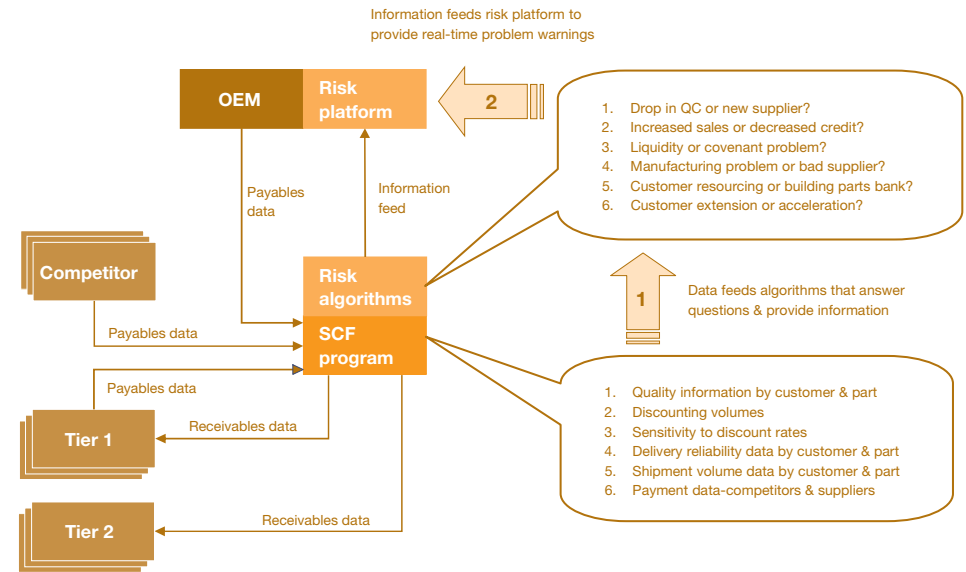 Information feeds risk platform to
provide real-time problem warnings
OEM
Risk
platform
2
1. Drop in QC or new supplier?
2. Increased sales or decreased credit?
3. Liquidity or covenant problem?
4. Manufacturing problem or bad supplier?
5. Customer resourcing or building parts bank?
6. Customer extension or acceleration?
Payables
data
Information
feed
Competitor
Risk
algorithms
SCF
program
1
Data feeds algorithms that answer
questions & provide information
Payables data
Payables data
Tier 1
Receivables data
1. Quality information by customer & part
2. Discounting volumes
3. Sensitivity to discount rates
4. Delivery reliability data by customer & part
5. Shipment volume data by customer & part
6. Payment data-competitors & suppliers
Tier 2
Receivables data